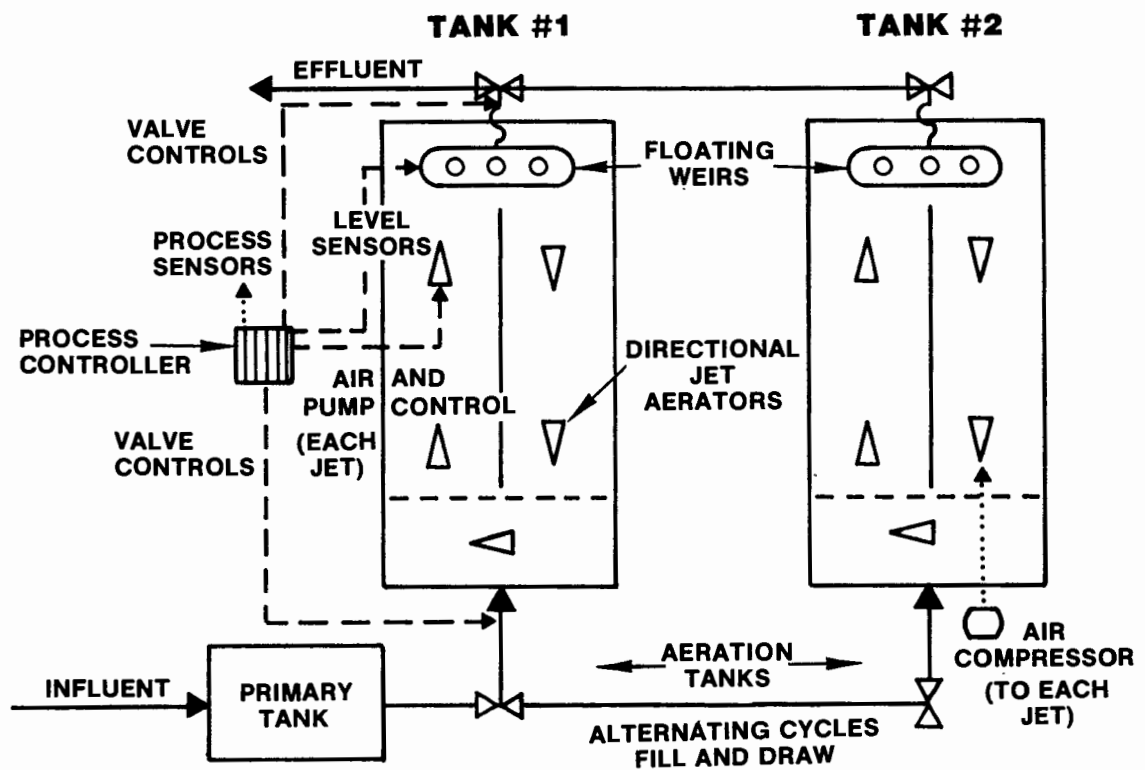 TANK #1
TANK #2
EFFLUENT
VALVE
CONTROLS
FLOATING
WEIRS
LEVEL
SENSORS
PROCESS
SENSORS
PROCESS
CONTROLLER
DIRECTIONAL
JET
AERATORS
AIR AND
PUMP CONTROL
(EACH
JET)
VALVE
CONTROLS
AERATION
TANKS
AIR
COMPRESSOR
(TO EACH
JET)
INFLUENT
PRIMARY
TANK
ALTERNATING CYCLES
FILL AND DRAW